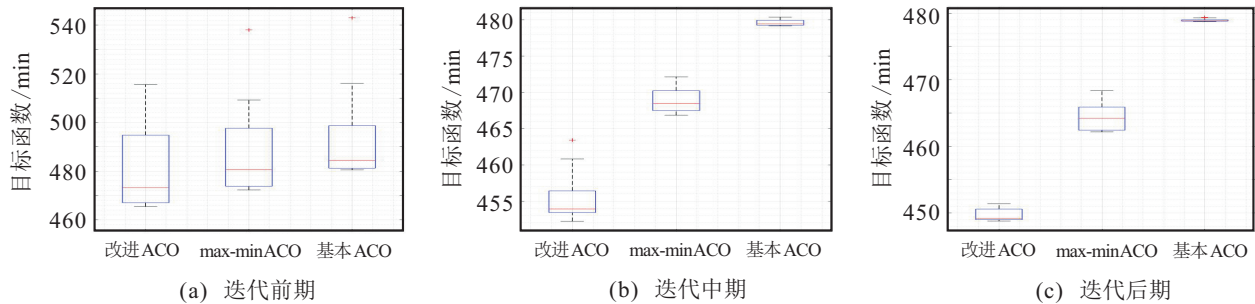 目标函数/min
540
520
500
480
460
改进ACO
max-minACO
基本ACO
(a) 迭代前期
目标函数/min
480
475
470
465
460
455
改进ACO
max-minACO
基本ACO
(b) 迭代中期
目标函数/min
480
470
460
450
改进ACO
max-minACO
基本ACO
(c) 迭代后期